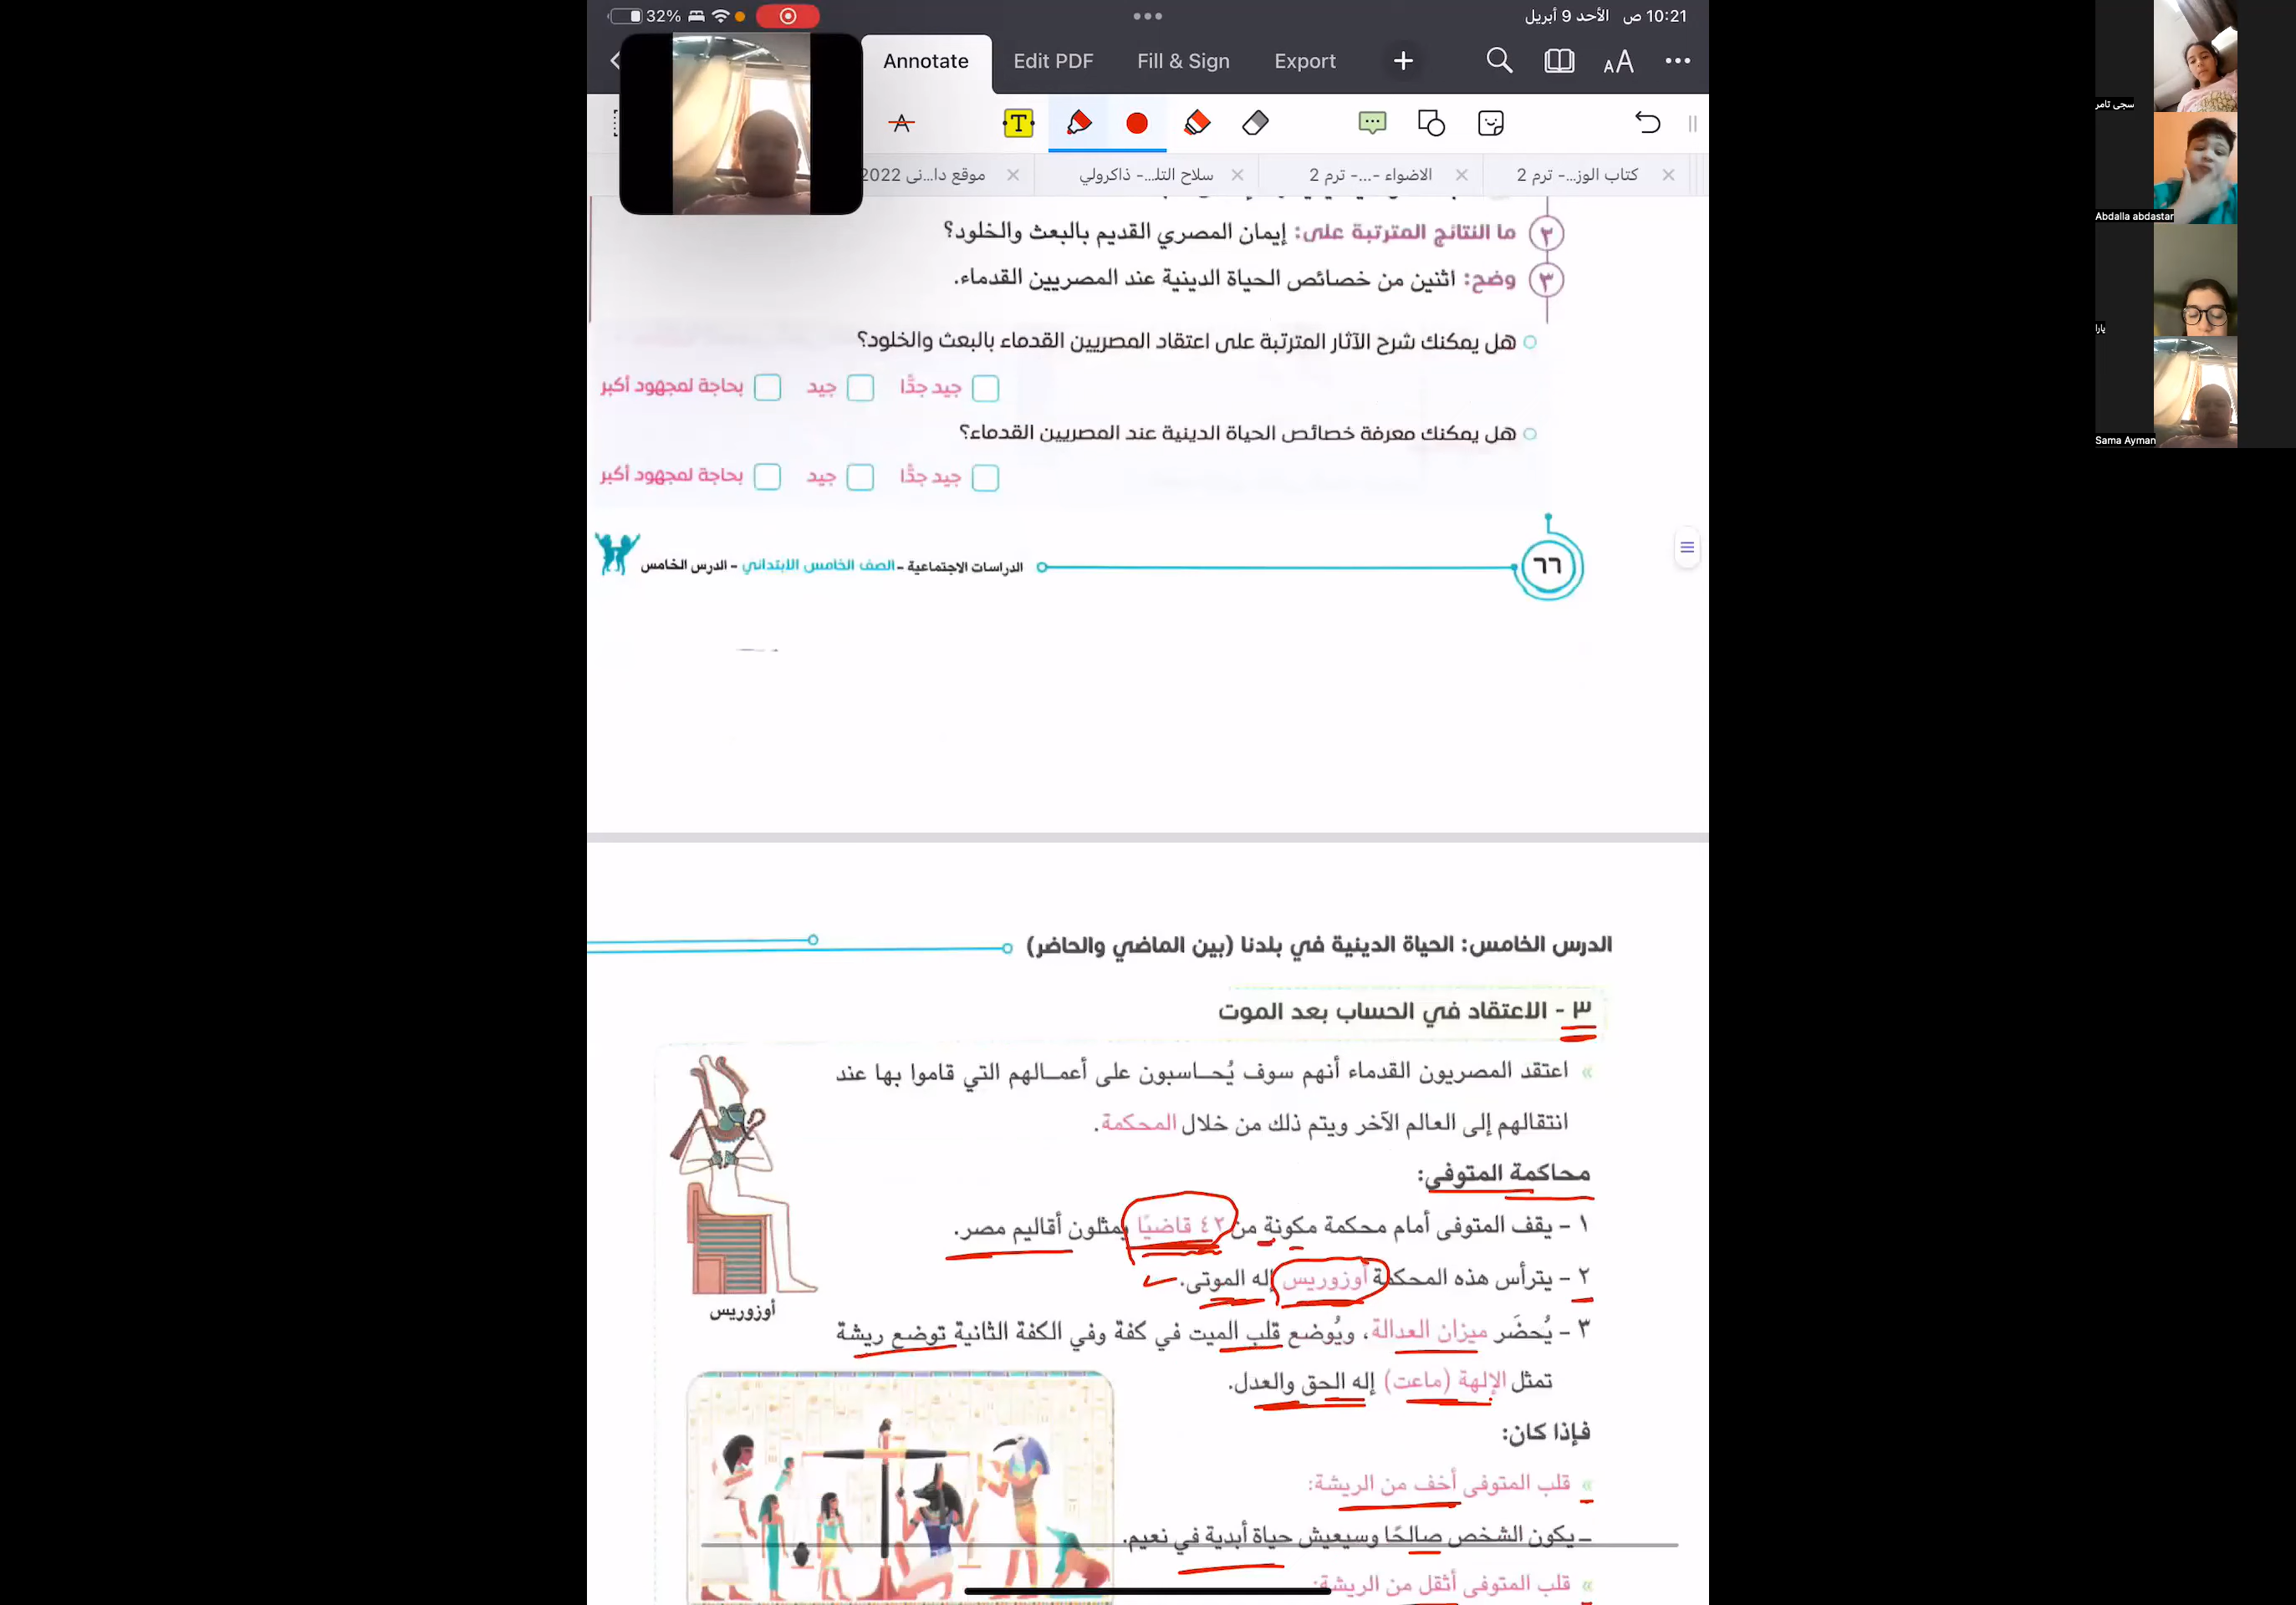 32%
10:21 ص الأحد 9 أبريل
Annotate
Edit PDF
Fill & Sign
Export
AA
T
موقع دا...نى 2022
سلاح التلـ...- ذاكرولي
الاضواء -...- ترم 2
كتاب الوز...- ترم 2
٢ ما النتائج المترتبة على: إيمان المصري القديم بالبعث والخلود؟
٣ وضح: اثنين من خصائص الحياة الدينية عند المصريين القدماء.
هل يمكنك شرح الآثار المترتبة على اعتقاد المصريين القدماء بالبعث والخلود؟
جيد جدًّا جيد بحاجة لمجهود أكبر
هل يمكنك معرفة خصائص الحياة الدينية عند المصريين القدماء؟
جيد جدًّا جيد بحاجة لمجهود أكبر
٦٦
الدراسات الاجتماعية - الصف الخامس الابتدائي - الدرس الخامس
الدرس الخامس: الحياة الدينية في بلدنا (بين الماضي والحاضر)
٣ - الاعتقاد في الحساب بعد الموت
» اعتقد المصريون القدماء أنهم سوف يُحـاسبون على أعمـالهم التي قاموا بها عند
انتقالهم إلى العالم الآخر ويتم ذلك من خلال المحكمة.
محاكمة المتوفي:
١ - يقف المتوفى أمام محكمة مكونة من ٤٢ قاضيًا يمثلون أقاليم مصر.
٢ - يترأس هذه المحكمة أوزوريس إله الموتى.
٣ - يُحضَر ميزان العدالة، ويُوضع قلب الميت في كفة وفي الكفة الثانية توضع ريشة
تمثل الإلهة (ماعت) إله الحق والعدل.
أوزوريس
فإذا كان:
» قلب المتوفى أخف من الريشة:
ـ يكون الشخص صالحًا وسيعيش حياة أبدية في نعيم.
» قلب المتوفى أثقل من الريشة:
سجى تامر
Abdalla abdastar
يارا
Sama Ayman